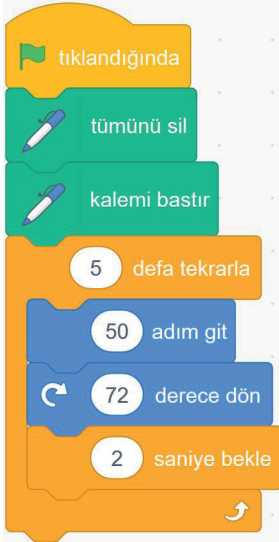 tıklandığında
tümünü sil
kalemi bastır
5 defa tekrarla
50 adım git
72 derece dön
2 saniye bekle